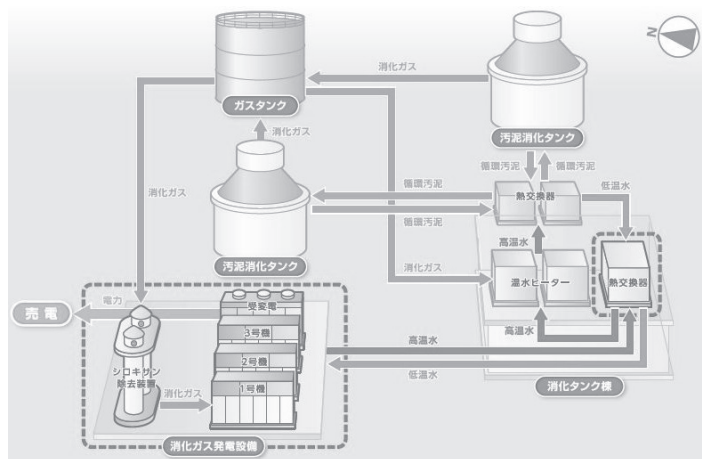 N
消化ガス
ガスタンク
消化ガス
汚泥消化タンク
循環汚泥
循環汚泥
消化ガス
循環汚泥
循環汚泥
熱交換器
低温水
汚泥消化タンク
高温水
消化ガス
温水ヒーター
熱交換器
電力
売電
受変電
3号機
2号機
1号機
高温水
高温水
低温水
シロキサン
除去装置
消化ガス
消化タンク棟
消化ガス発電設備